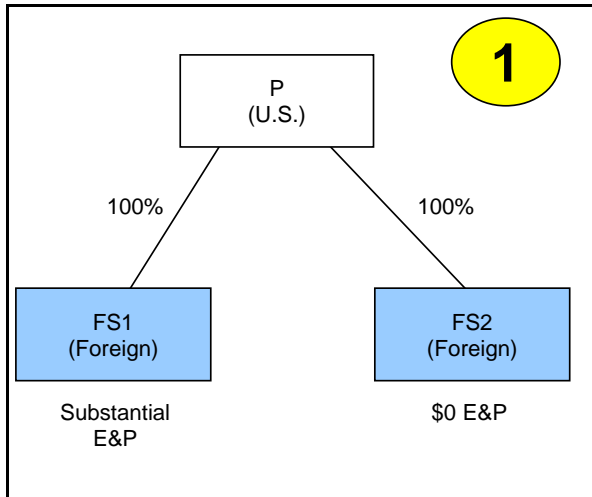 1
P
(U.S.)
100%
100%
FS1
(Foreign)
FS2
(Foreign)
Substantial
E&P
$0 E&P